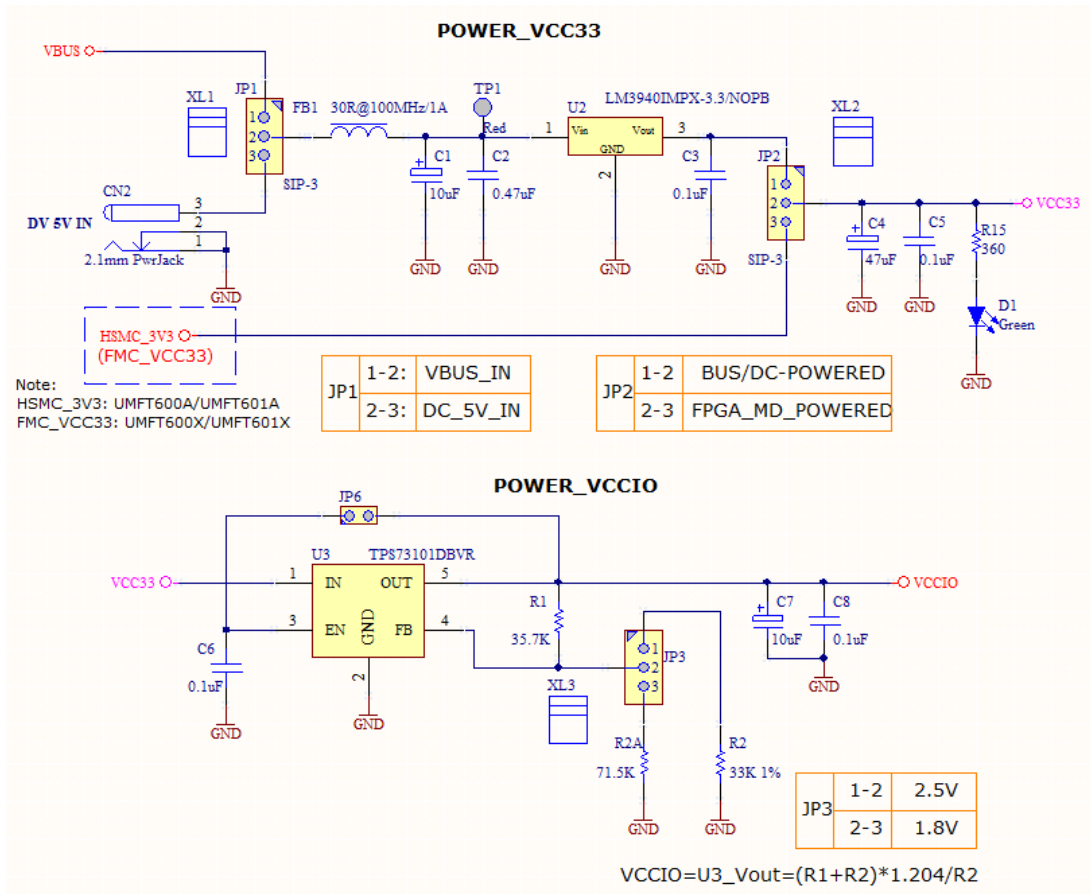 POWER_VCC33
VBUS
XL1
JP1
1
2
3
SIP-3
FB1
30R@100MHz/1A
TP1
Red
C1
10uF
GND
C2
0.47uF
GND
U2
LM3940IMPX-3.3/NOPB
1
Vin
Vout
3
GND
2
GND
C3
0.1uF
GND
XL2
JP2
1
2
3
SIP-3
VCC33
C4
47uF
GND
C5
0.1uF
GND
R15
360
D1
Green
GND
CN2
DV 5V IN
3
2
1
2.1mm PwrJack
GND
HSMC_3V3
(FMC_VCC33)
Note:
HSMC_3V3: UMFT600A/UMFT601A
FMC_VCC33: UMFT600X/UMFT601X
JP1
1-2: VBUS_IN
2-3: DC_5V_IN
JP2
1-2 BUS/DC-POWERED
2-3 FPGA_MD_POWERED
POWER_VCCIO
JP6
U3
TPS73101DBVR
VCC33
1
IN
OUT
5
3
EN
GND
FB
4
2
GND
C6
0.1uF
GND
R1
35.7K
JP3
1
2
3
XL3
R2A
71.5K
GND
R2
33K 1%
GND
C7
10uF
C8
0.1uF
GND
VCCIO
JP3
1-2 2.5V
2-3 1.8V
VCCIO=U3_Vout=(R1+R2)*1.204/R2